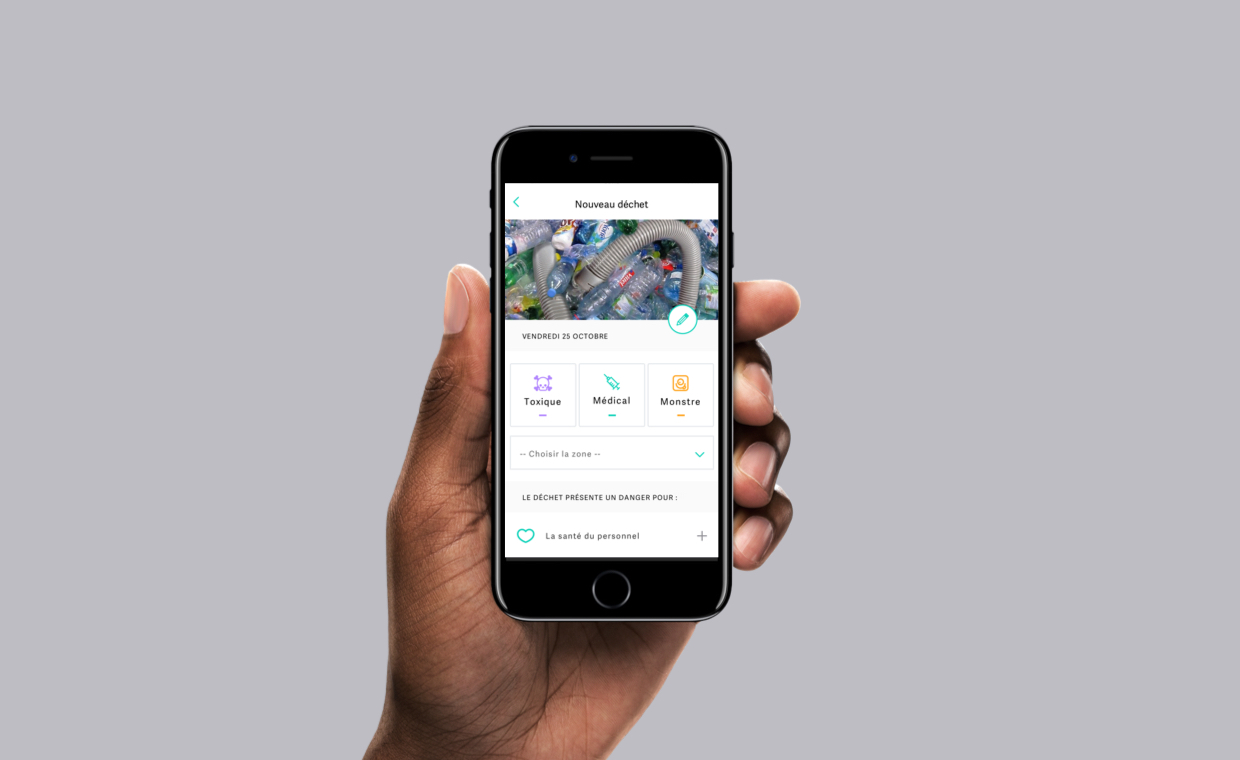 Nouveau déchet
VENDREDI 25 OCTOBRE
Toxique
Médical
Monstre
-- Choisir la zone --
LE DÉCHET PRÉSENTE UN DANGER POUR :
La santé du personnel